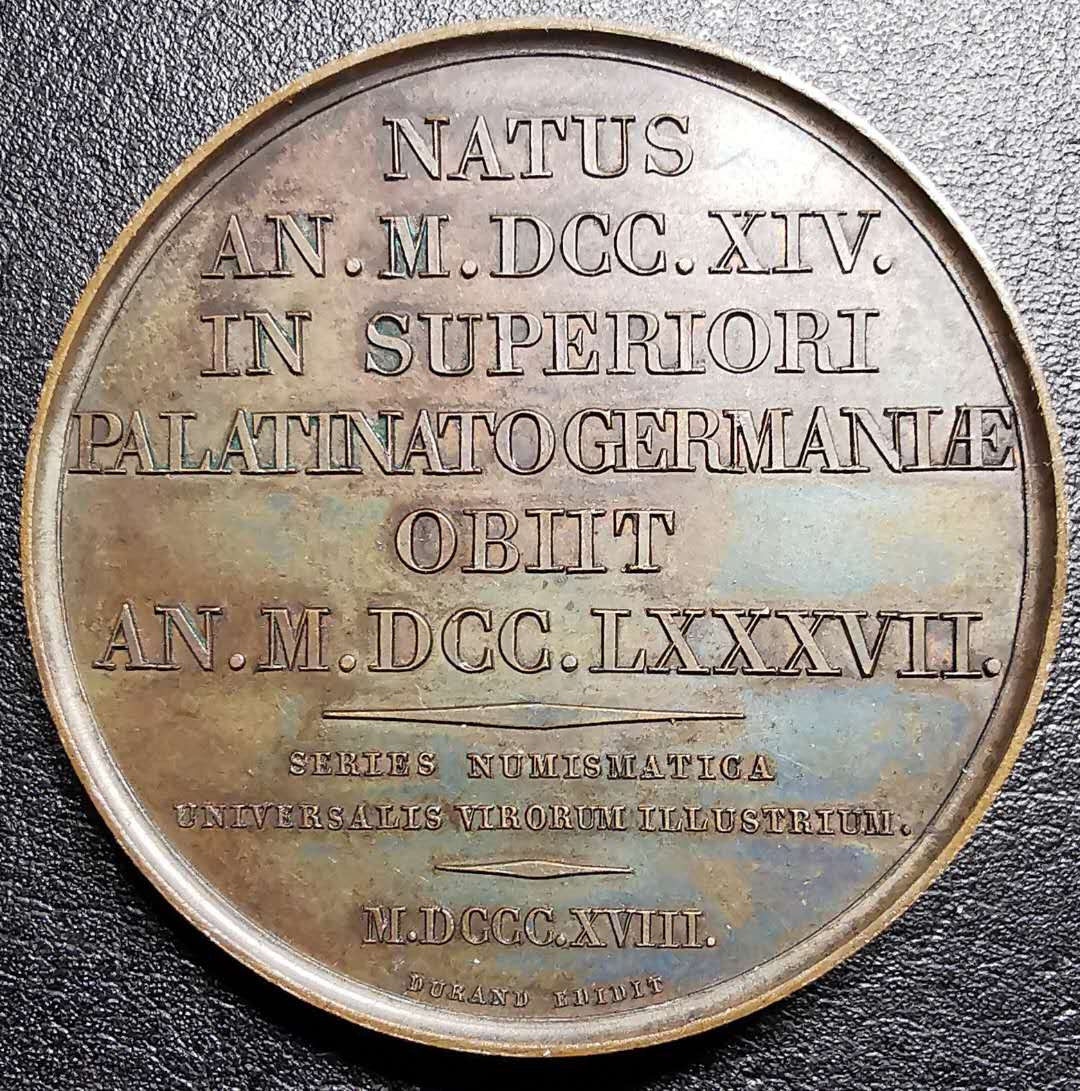 NATUS
AN. M. DCC. XIV.
IN SUPERIORI
PALATINATO GERMANIÆ
OBIIT
AN. M. DCC. LXXXVII.
SERIES NUMISMATICA
UNIVERSALIS VIRORUM ILLUSTRIUM.
M.DCCC.XVIII.
DURAND EDIDIT